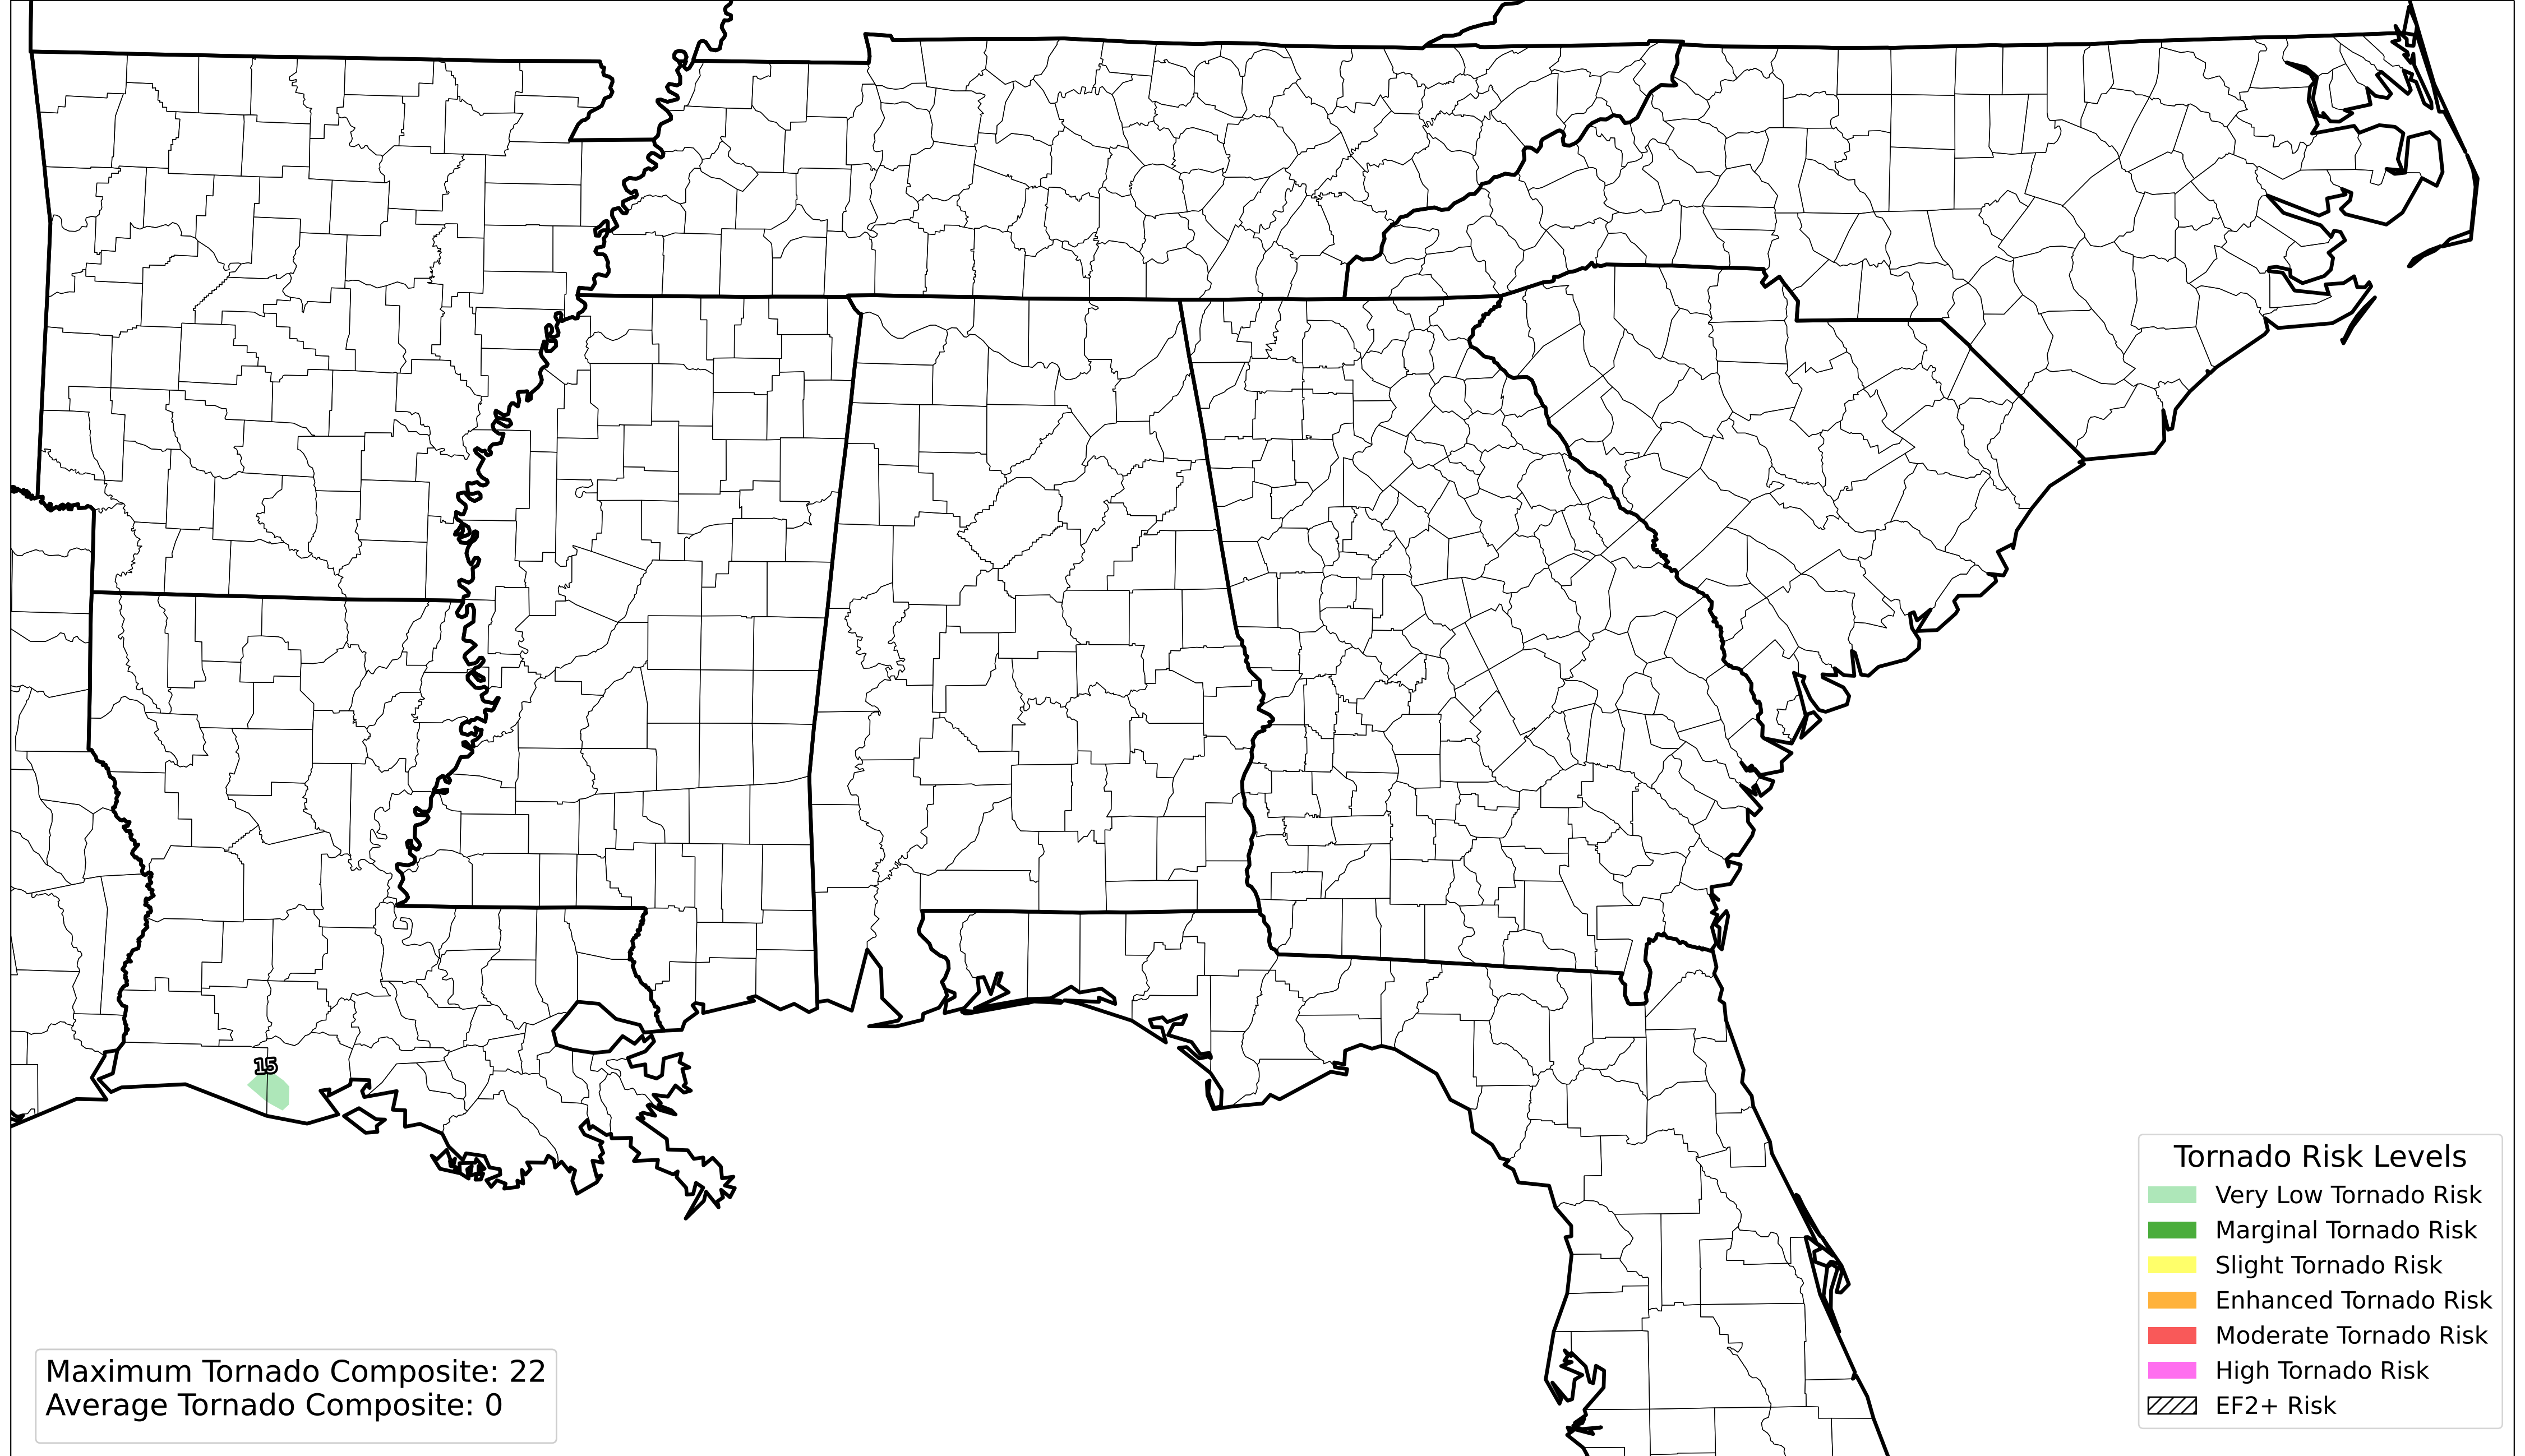 15
Maximum Tornado Composite: 22
Average Tornado Composite: 0
Tornado Risk Levels
Very Low Tornado Risk
Marginal Tornado Risk
Slight Tornado Risk
Enhanced Tornado Risk
Moderate Tornado Risk
High Tornado Risk
EF2+ Risk